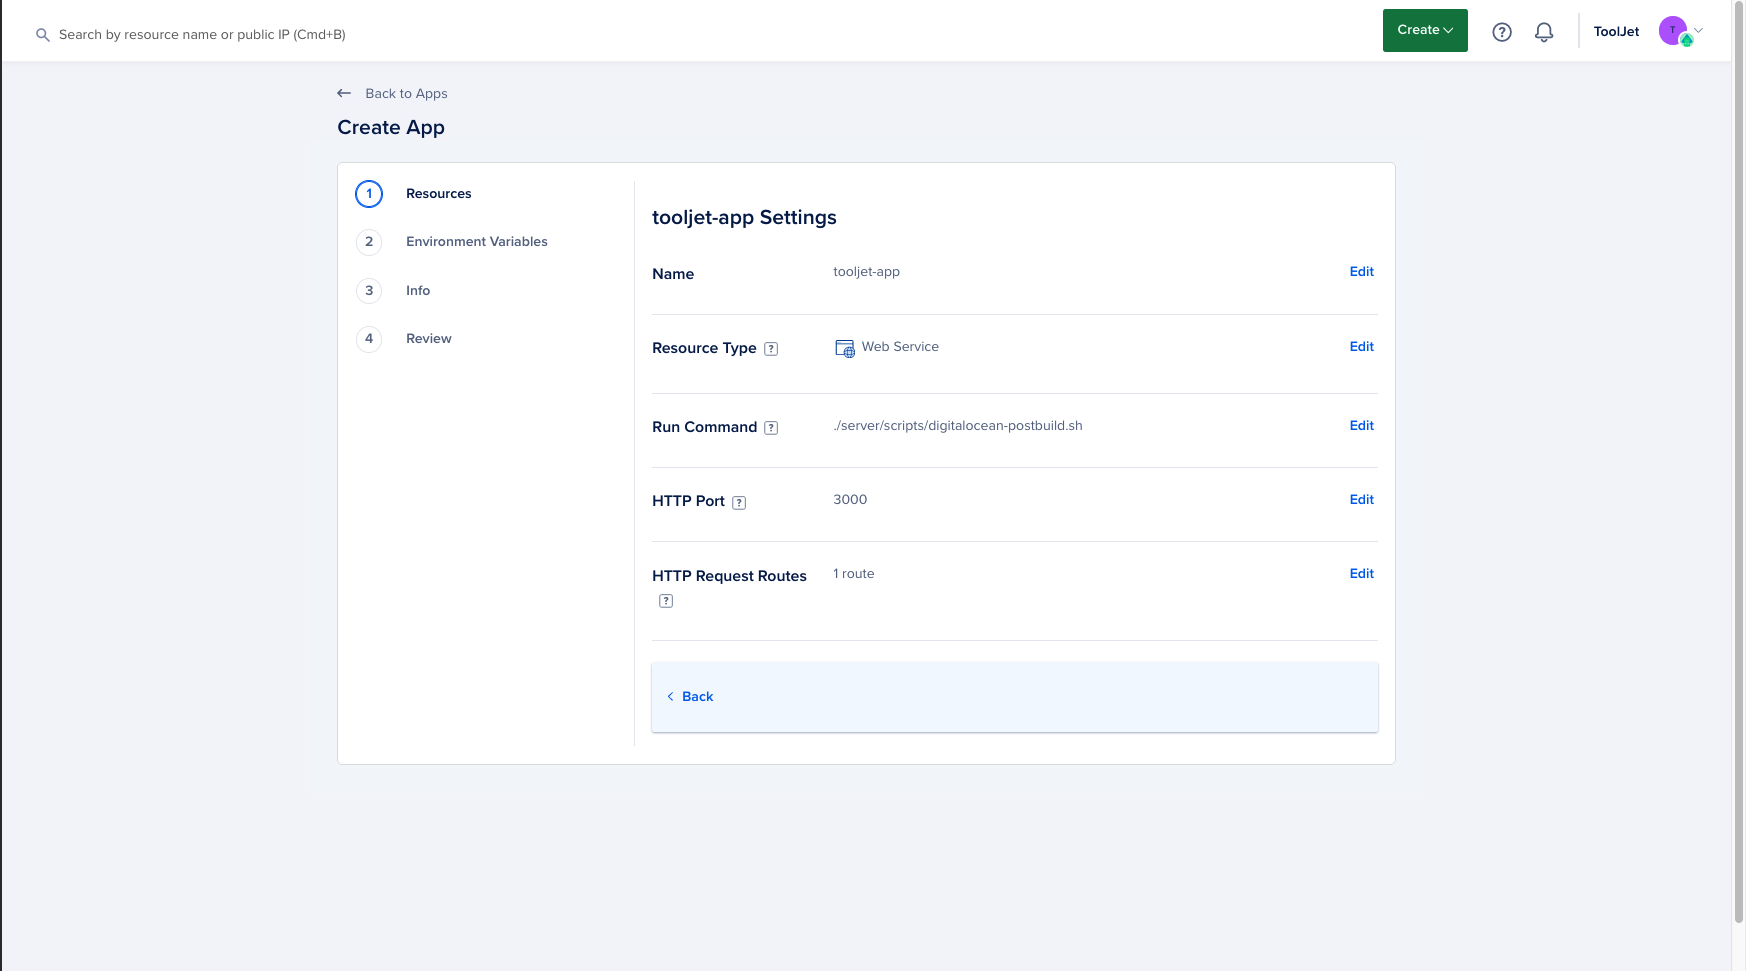 Search by resource name or public IP (Cmd+B)
Create
?
ToolJet
T
Back to Apps
Create App
1 Resources
2 Environment Variables
3 Info
4 Review
tooljet-app Settings
Name tooljet-app Edit
Resource Type ? Web Service Edit
Run Command ? ./server/scripts/digitalocean-postbuild.sh Edit
HTTP Port ? 3000 Edit
HTTP Request Routes 1 route Edit
?
Back